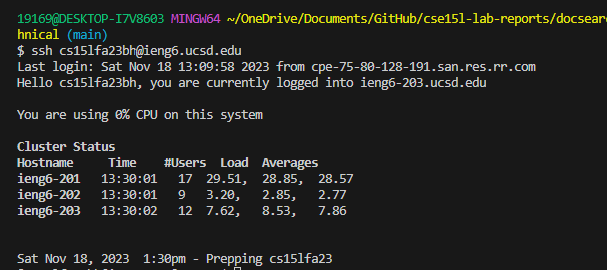 19169@DESKTOP-I7V8603 MINGW64 ~/OneDrive/Documents/GitHub/cse15l-lab-reports/docsear
hnical (main)
$ ssh cs15lfa23bh@ieng6.ucsd.edu
Last login: Sat Nov 18 13:09:58 2023 from cpe-75-80-128-191.san.res.rr.com
Hello cs15lfa23bh, you are currently logged into ieng6-203.ucsd.edu
You are using 0% CPU on this system
Cluster Status
Hostname     Time    #Users  Load  Averages
ieng6-201   13:30:01   17  29.51,  28.85,  28.57
ieng6-202   13:30:01   9   3.20,   2.85,   2.77
ieng6-203   13:30:02   12  7.62,   8.53,   7.86
Sat Nov 18, 2023  1:30pm - Prepping cs15lfa23